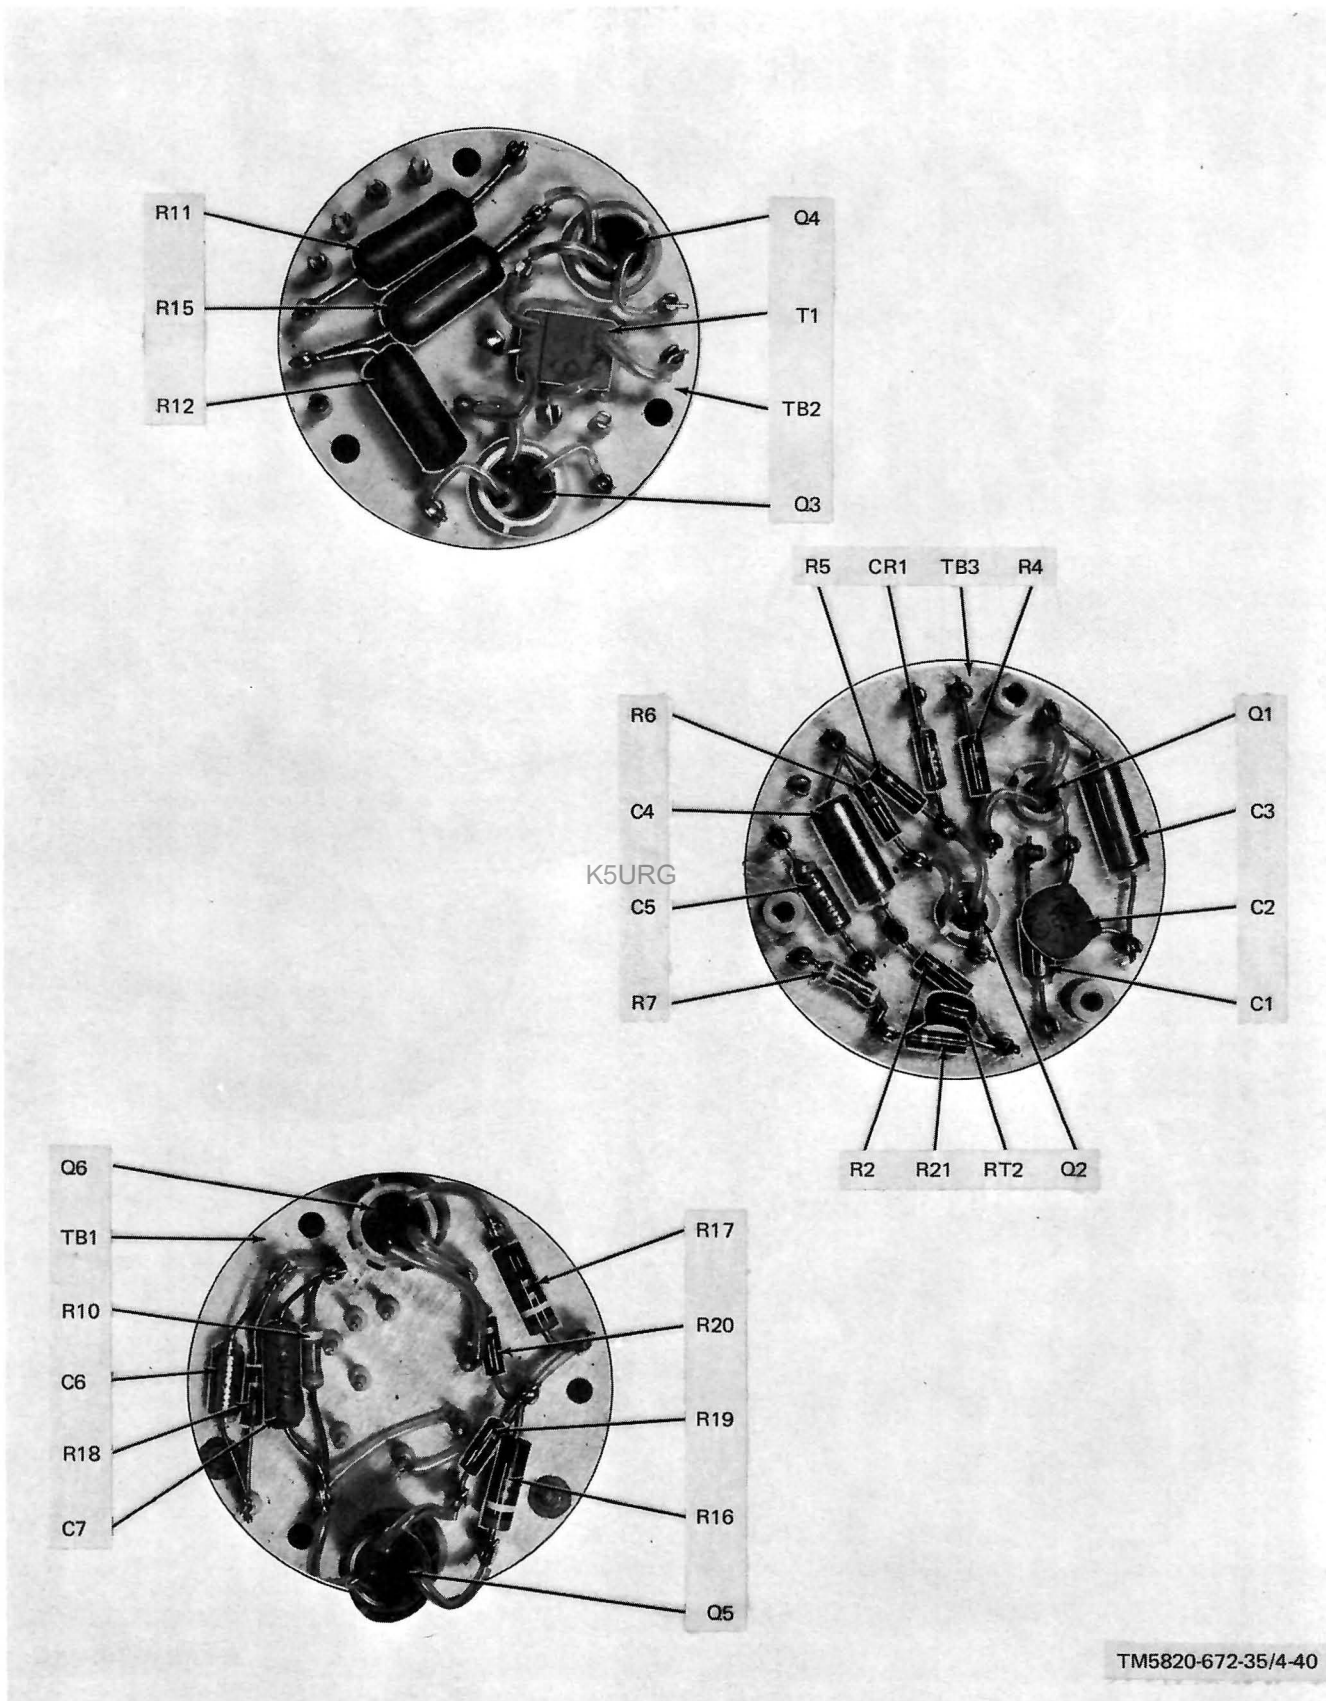 R11
R15
R12
Q4
T1
TB2
Q3
R5 CR1 TB3 R4
R6
C4
C5
R7
K5URG
Q1
C3
C2
C1
R2 R21 RT2 Q2
Q6
TB1
R10
C6
R18
C7
R17
R20
R19
R16
Q5
TM5820-672-35/4-40